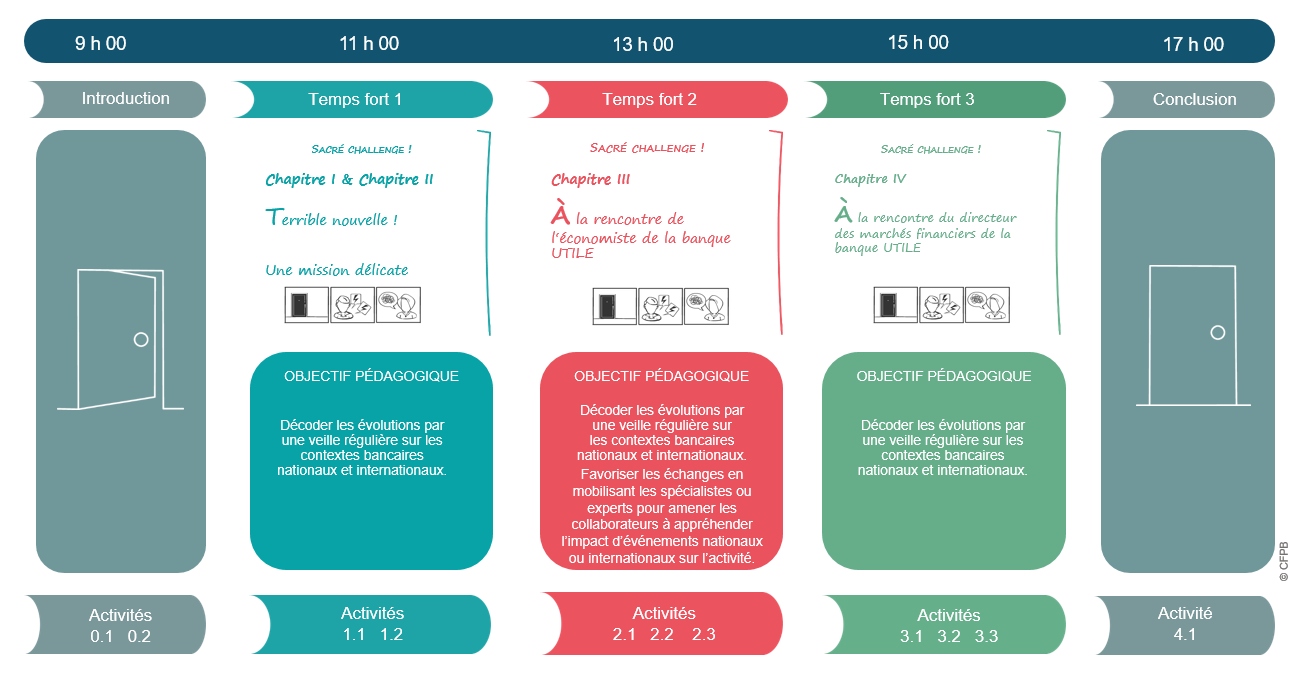 9 h 00
11 h 00
13 h 00
15 h 00
17 h 00
Introduction
Temps fort 1
Temps fort 2
Temps fort 3
Conclusion
SACRÉ CHALLENGE !
Chapitre I & Chapitre II
Terrible nouvelle !
Une mission délicate
SACRÉ CHALLENGE !
Chapitre III
À la rencontre de
l'économiste de la banque
UTILE
SACRÉ CHALLENGE !
Chapitre IV
À la rencontre du directeur
des marchés financiers de la
banque UTILE
OBJECTIF PÉDAGOGIQUE
Décoder les évolutions par
une veille régulière sur les
contextes bancaires
nationaux et internationaux.
OBJECTIF PÉDAGOGIQUE
Décoder les évolutions par
une veille régulière sur
les contextes bancaires
nationaux et internationaux.
Favoriser les échanges en
mobilisant les spécialistes ou
experts pour amener les
collaborateurs à appréhender
l'impact d'événements nationaux
ou internationaux sur l'activité.
OBJECTIF PÉDAGOGIQUE
Décoder les évolutions par
une veille régulière sur les
contextes bancaires
nationaux et internationaux.
© CFPB
Activités
0.1 0.2
Activités
1.1 1.2
Activités
2.1 2.2 2.3
Activités
3.1 3.2 3.3
Activité
4.1